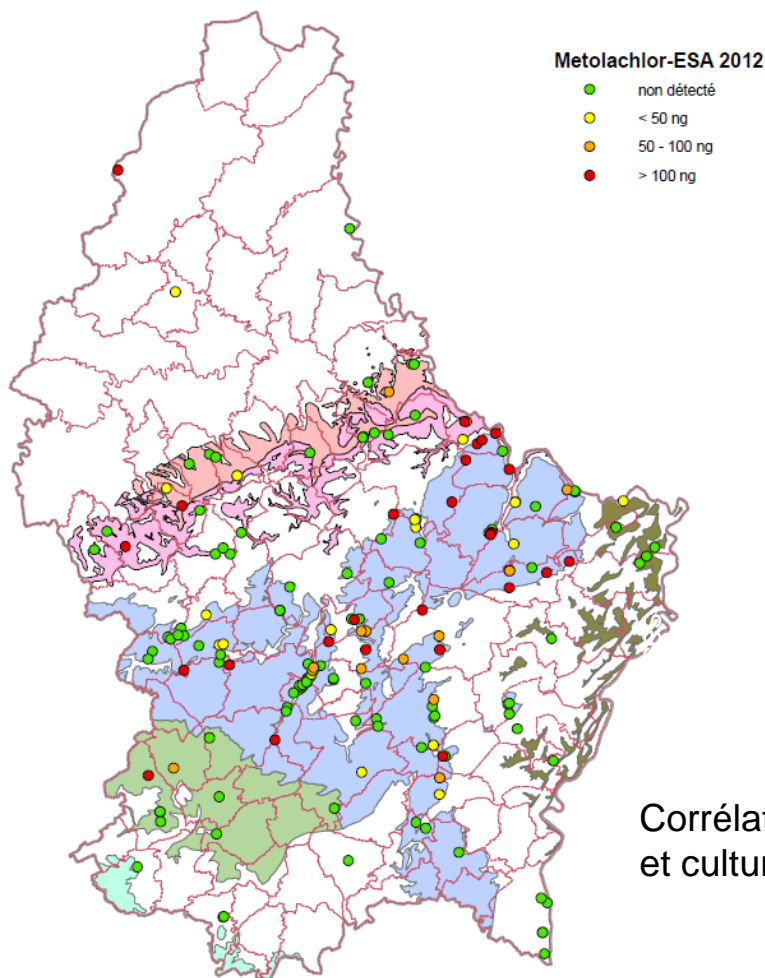 Metolachlor-ESA 2012
non détecté
< 50 ng
50 - 100 ng
> 100 ng
Corrélat
et cultur